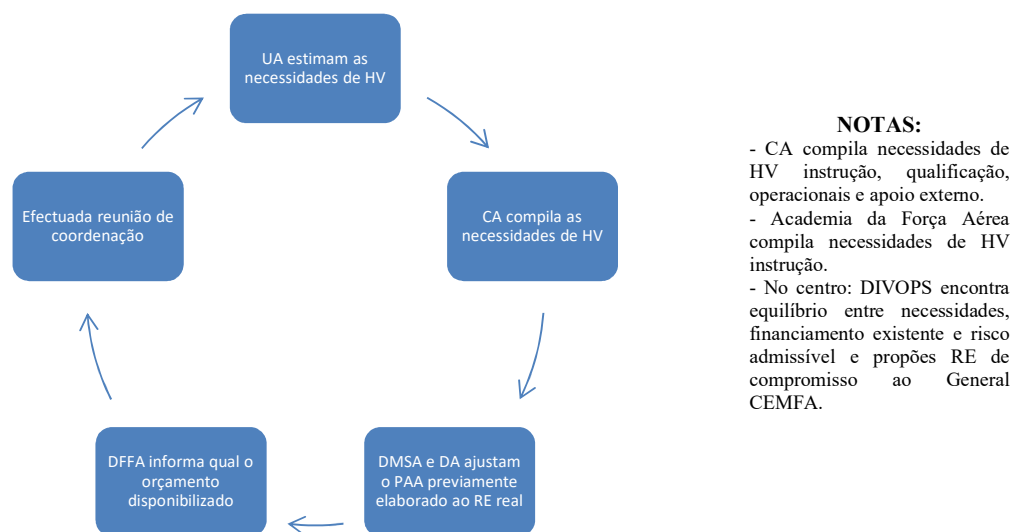 UA estimam as
necessidades de HV
CA compila as
necessidades de HV
DMSA e DA ajustam
o PAA previamente
elaborado ao RE real
DFFA informa qual o
orçamento
disponibilizado
Efectuada reunião de
coordenação
NOTAS:
- CA compila necessidades de
HV instrução, qualificação,
operacionais e apoio externo.
- Academia da Força Aérea
compila necessidades de HV
instrução.
- No centro: DIVOPS encontra
equilíbrio entre necessidades,
financiamento existente e risco
admissível e propões RE de
compromisso ao General
CEMFA.